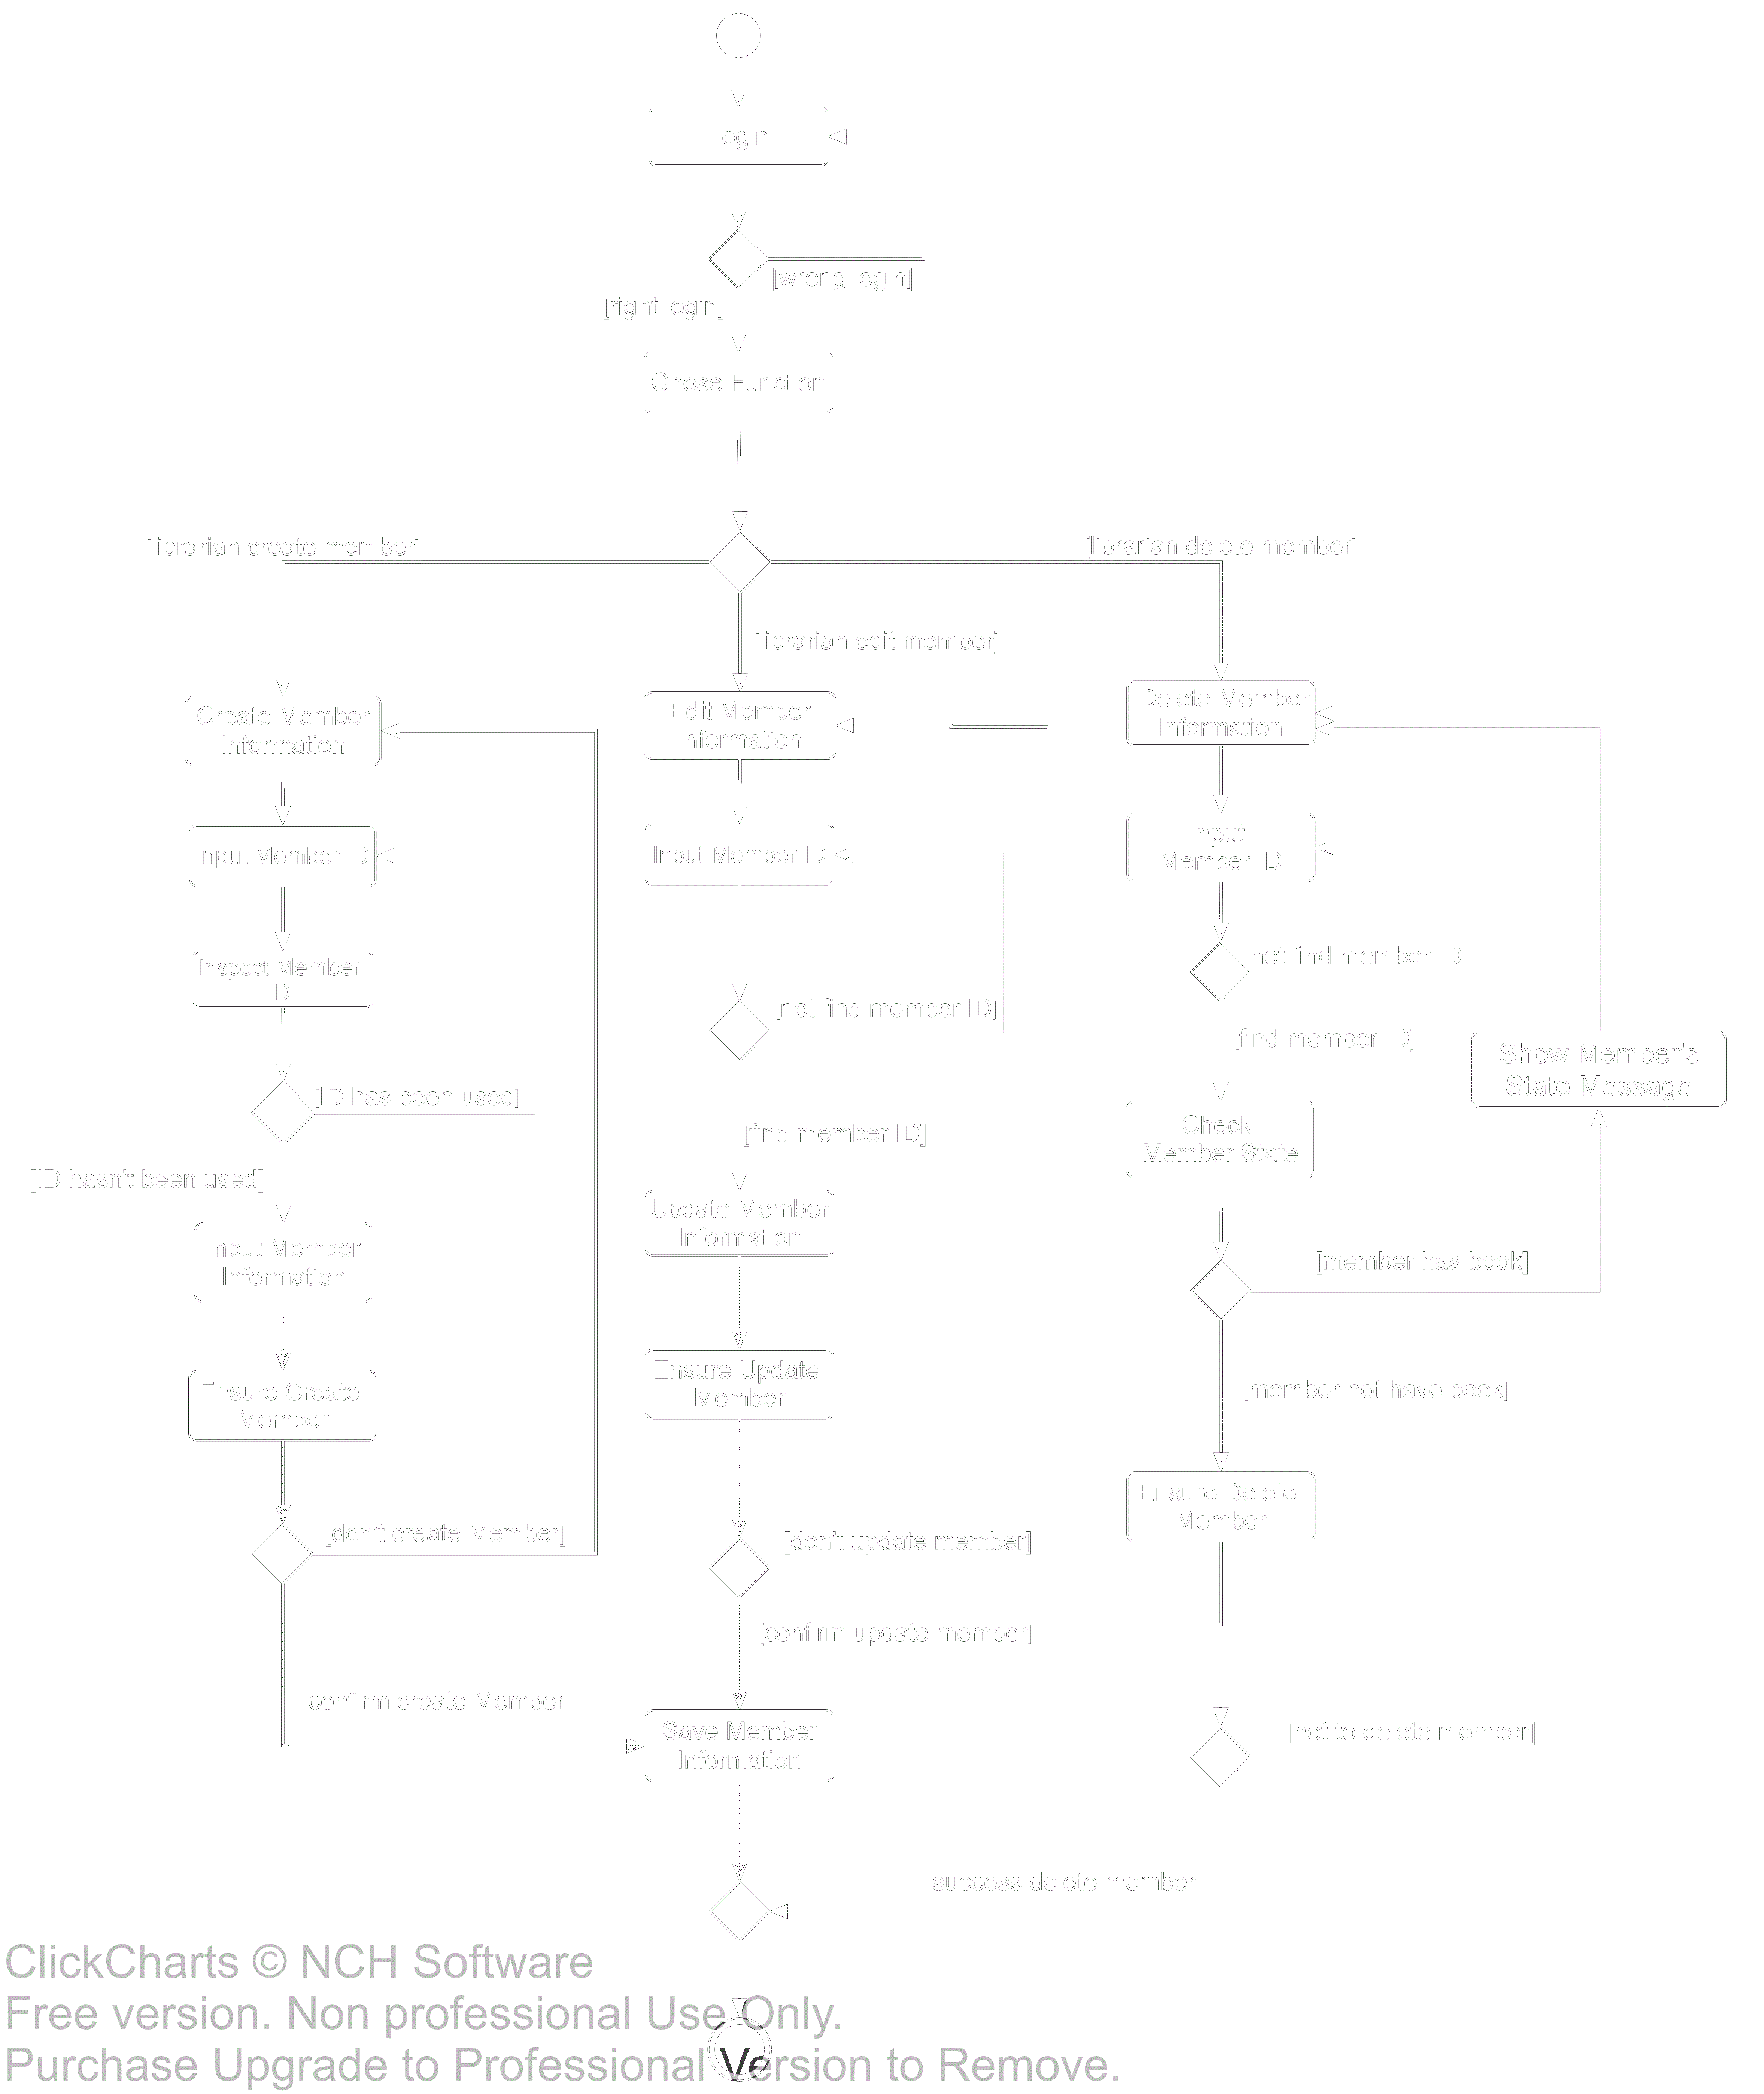 Login
[wrong login]
[right login]
Chose Function
[librarian create member]
[librarian delete member]
[librarian edit member]
Create Member
Information
Edit Member
Information
Delete Member
Information
Input Member ID
Input Member ID
Input
Member ID
Inspect Member
ID
[not find member ID]
[not find member ID]
[find member ID]
Show Member's
State Message
[ID has been used]
[find member ID]
Check
Member State
[ID hasn't been used]
Update Member
Information
Input Member
Information
[member has book]
Ensure Create
Member
Ensure Update
Member
[member not have book]
Ensure Delete
Member
[don't create Member]
[don't update member]
[confirm update member]
[confirm create Member]
Save Member
Information
[not to delete member]
[success delete member
ClickCharts © NCH Software
Free version. Non professional Use Only.
Purchase Upgrade to Professional Version to Remove.